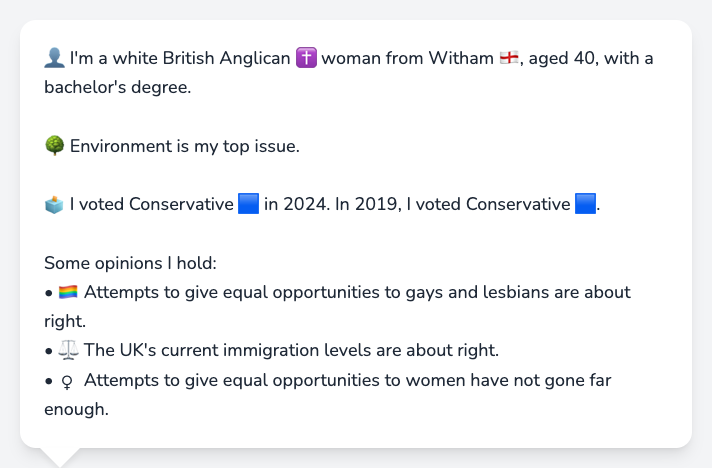 👤 I'm a white British Anglican ✝️ woman from Witham 🏴󠁧󠁢󠁥󠁮󠁧󠁿, aged 40, with a
bachelor's degree.
🌳 Environment is my top issue.
🗳️ I voted Conservative 🟦 in 2024. In 2019, I voted Conservative 🟦.
Some opinions I hold:
• 🏳️‍🌈 Attempts to give equal opportunities to gays and lesbians are about
right.
• ⚖️ The UK's current immigration levels are about right.
• ♀ Attempts to give equal opportunities to women have not gone far
enough.